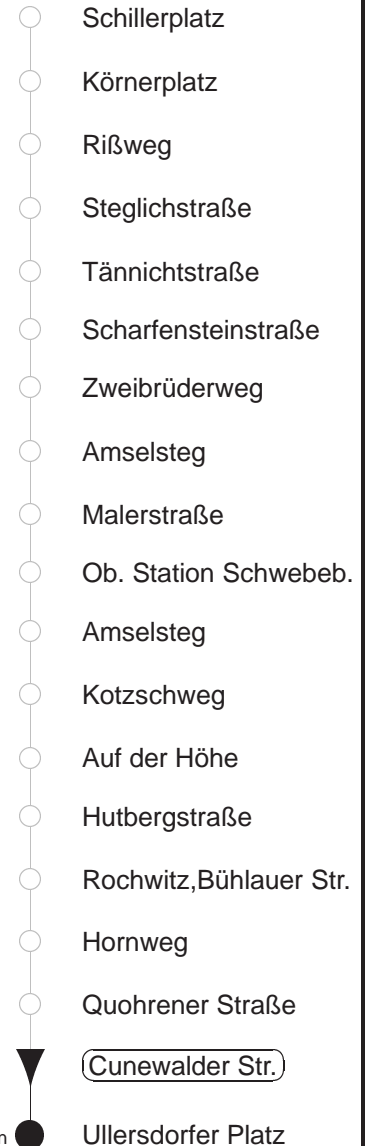 Schillerplatz
Körnerplatz
Rißweg
Steglichstraße
Tännichtstraße
Scharfensteinstraße
Zweibrüderweg
Amselsteg
Malerstraße
Ob. Station Schwebeb.
Amselsteg
Kotzschweg
Auf der Höhe
Hutbergstraße
Rochwitz,Bühlauer Str.
Hornweg
Quohrener Straße
Cunewalder Str.
Ullersdorfer Platz